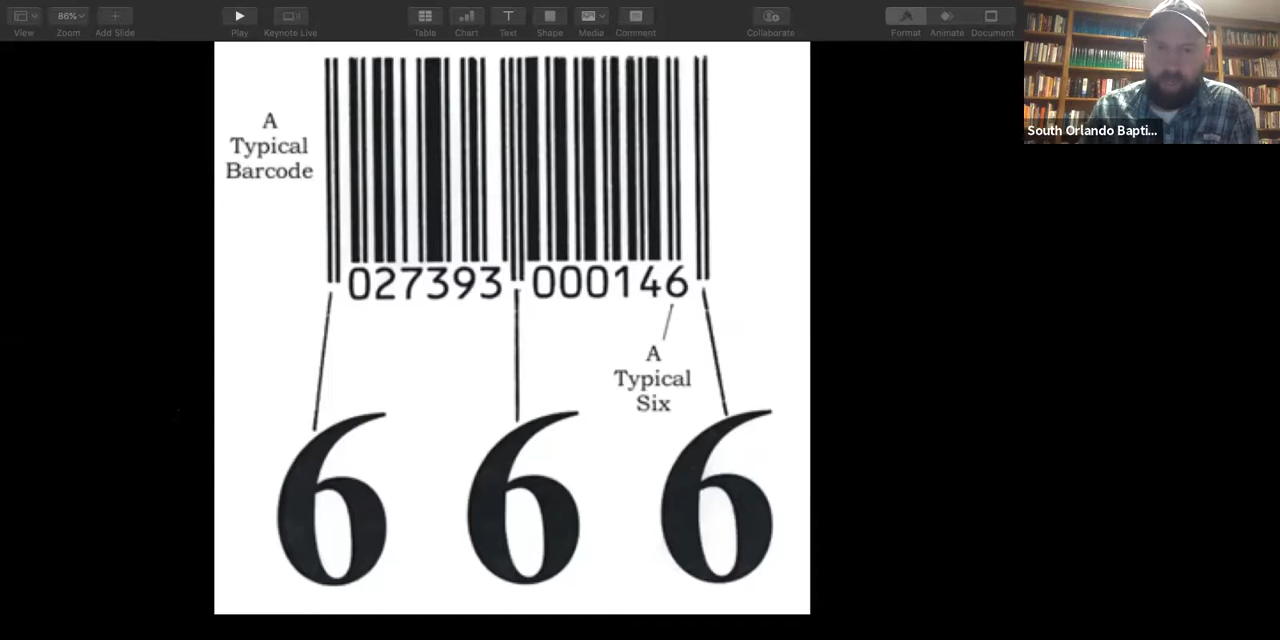 View
86%
Zoom
Add Slide
Play
Keynote Live
Table
Chart
Text
Shape
Media
Comment
Collaborate
Format
Animate
Document
South Orlando Bapti...
A
Typical
Barcode
027393 000146
A
Typical
Six
6 6 6